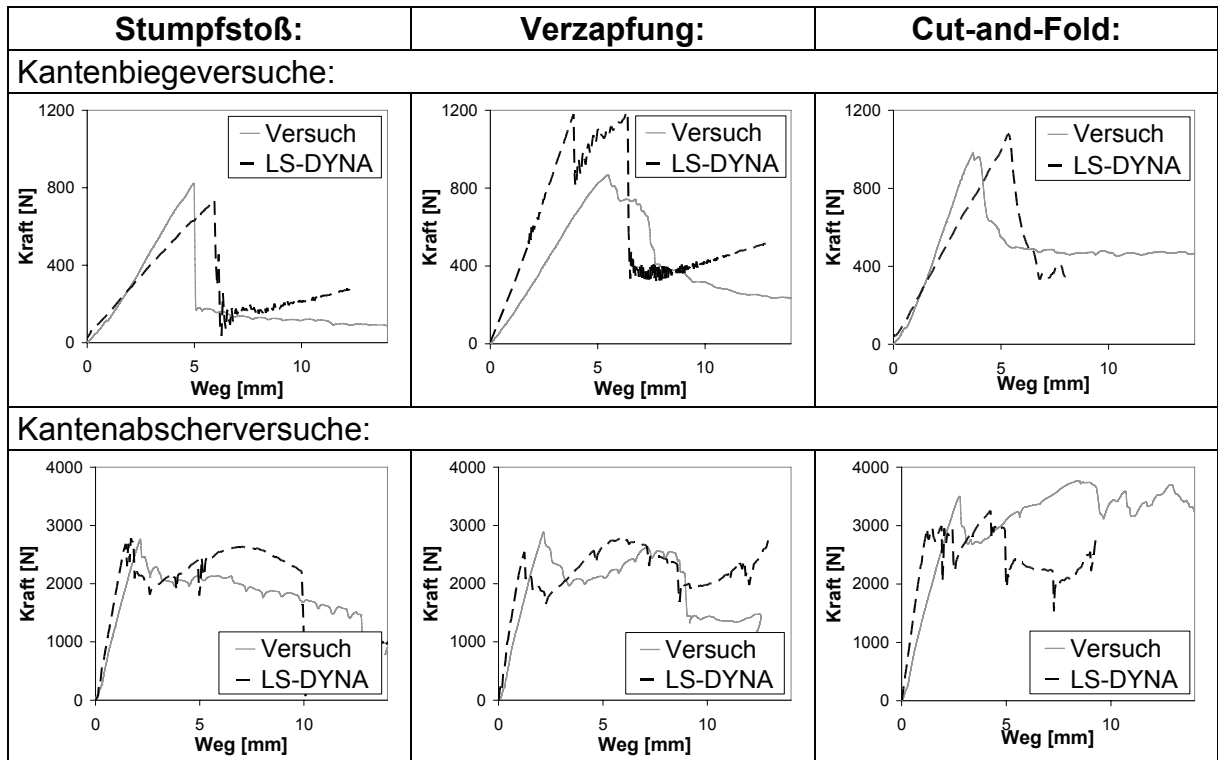 Stumpfstoß: Verzapfung: Cut-and-Fold:
Kantenbiegeversuche:
1200
800
400
0
0 5 10
Kraft [N]
Weg [mm]
Versuch
LS-DYNA
1200
800
400
0
0 5 10
Kraft [N]
Weg [mm]
Versuch
LS-DYNA
1200
800
400
0
0 5 10
Kraft [N]
Weg [mm]
Versuch
LS-DYNA
Kantenabscherversuche:
4000
3000
2000
1000
0
0 5 10
Kraft [N]
Weg [mm]
Versuch
LS-DYNA
4000
3000
2000
1000
0
0 5 10
Kraft [N]
Weg [mm]
Versuch
LS-DYNA
4000
3000
2000
1000
0
0 5 10
Kraft [N]
Weg [mm]
Versuch
LS-DYNA